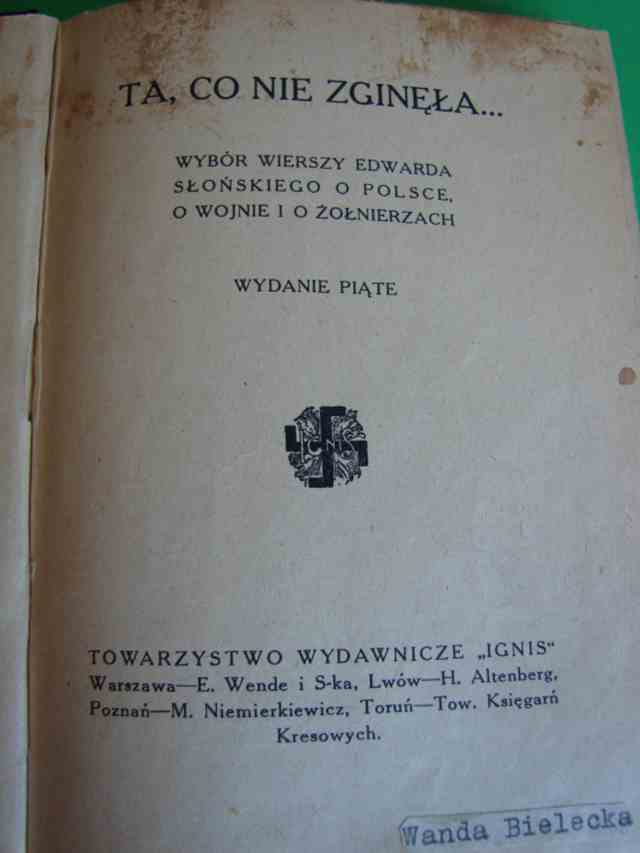 TA, CO NIE ZGINĘŁA...
WYBÓR WIERSZY EDWARDA
SŁOŃSKIEGO O POLSCE,
O WOJNIE I O ŻOŁNIERZACH
WYDANIE PIĄTE
IGNIS
TOWARZYSTWO WYDAWNICZE „IGNIS“
Warszawa—E. Wende i S-ka, Lwów—H. Altenberg,
Poznań—M. Niemierkiewicz, Toruń—Tow. Księgarń
Kresowych.
Wanda Bielecka